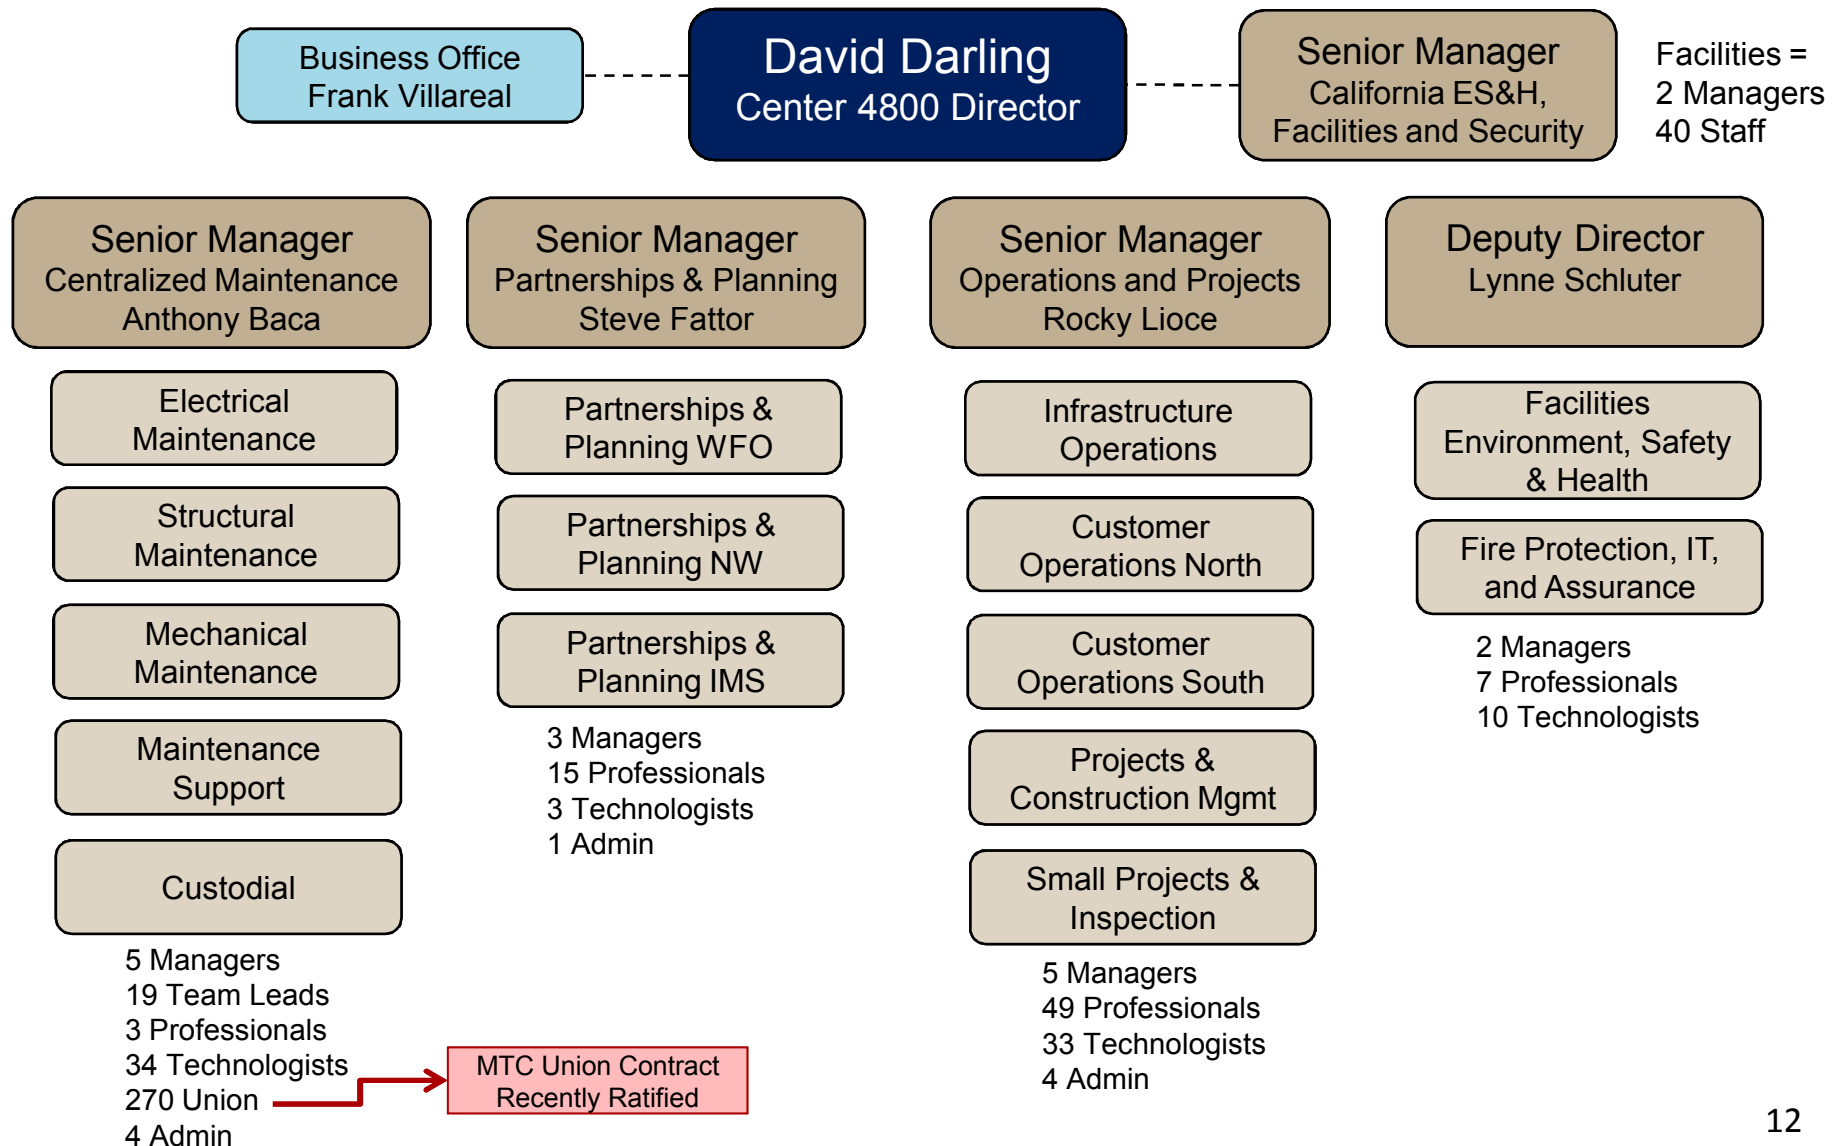 Business Office
Frank Villareal
David Darling
Center 4800 Director
Senior Manager
California ES&H,
Facilities and Security
Facilities =
2 Managers
40 Staff
Senior Manager
Centralized Maintenance
Anthony Baca
Electrical
Maintenance
Structural
Maintenance
Mechanical
Maintenance
Maintenance
Support
Custodial
5 Managers
19 Team Leads
3 Professionals
34 Technologists
270 Union
4 Admin
MTC Union Contract
Recently Ratified
Senior Manager
Partnerships & Planning
Steve Fattor
Partnerships &
Planning WFO
Partnerships &
Planning NW
Partnerships &
Planning IMS
3 Managers
15 Professionals
3 Technologists
1 Admin
Senior Manager
Operations and Projects
Rocky Lioce
Infrastructure
Operations
Customer
Operations North
Customer
Operations South
Projects &
Construction Mgmt
Small Projects &
Inspection
5 Managers
49 Professionals
33 Technologists
4 Admin
Deputy Director
Lynne Schluter
Facilities
Environment, Safety
& Health
Fire Protection, IT,
and Assurance
2 Managers
7 Professionals
10 Technologists
12